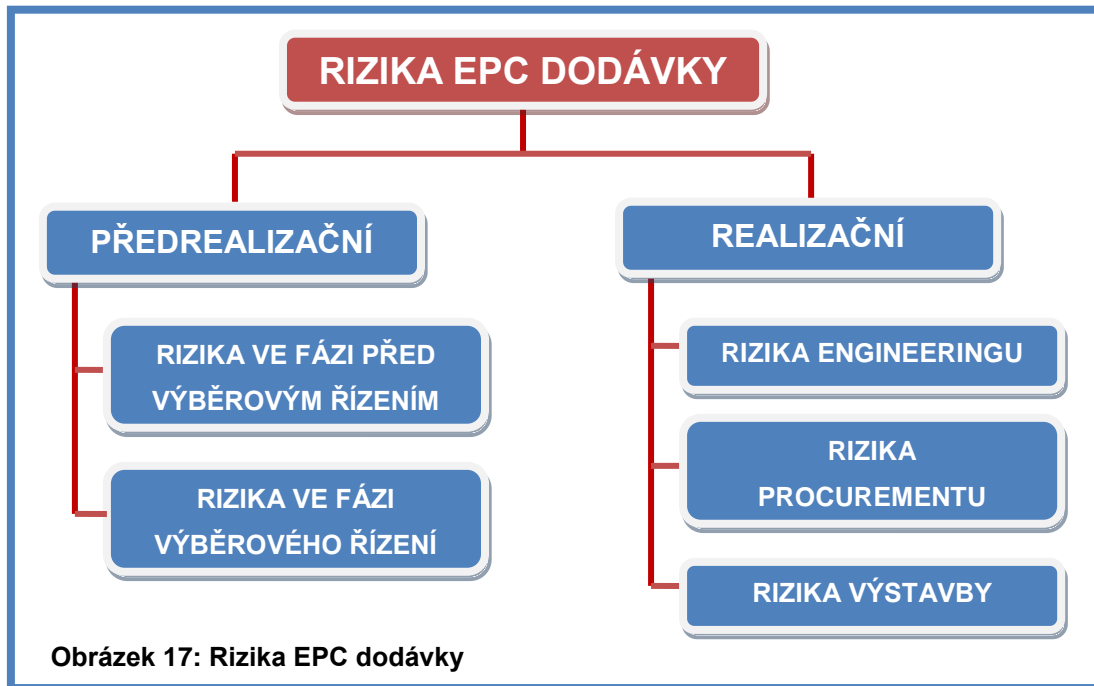 RIZIKA EPC DODÁVKY
PŘEDREALIZAČNÍ
RIZIKA VE FÁZI PŘED
VÝBĚROVÝM ŘÍZENÍM
RIZIKA VE FÁZI
VÝBĚROVÉHO ŘÍZENÍ
REALIZAČNÍ
RIZIKA ENGINEERINGU
RIZIKA
PROCUREMENTU
RIZIKA VÝSTAVBY
Obrázek 17: Rizika EPC dodávky